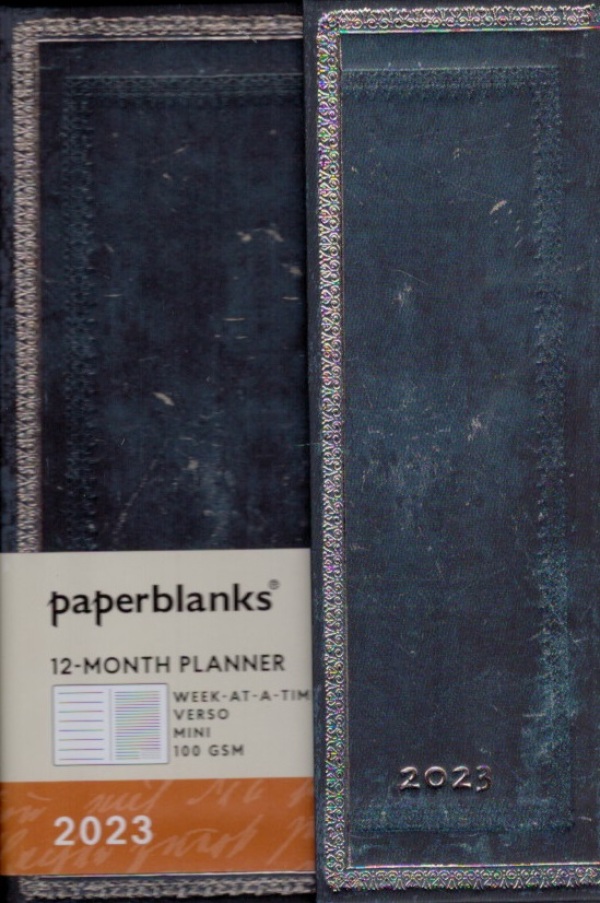 paperblanks®
12-MONTH PLANNER
WEEK-AT-A-TIM
VERSO
MINI
100 GSM
2023
2023